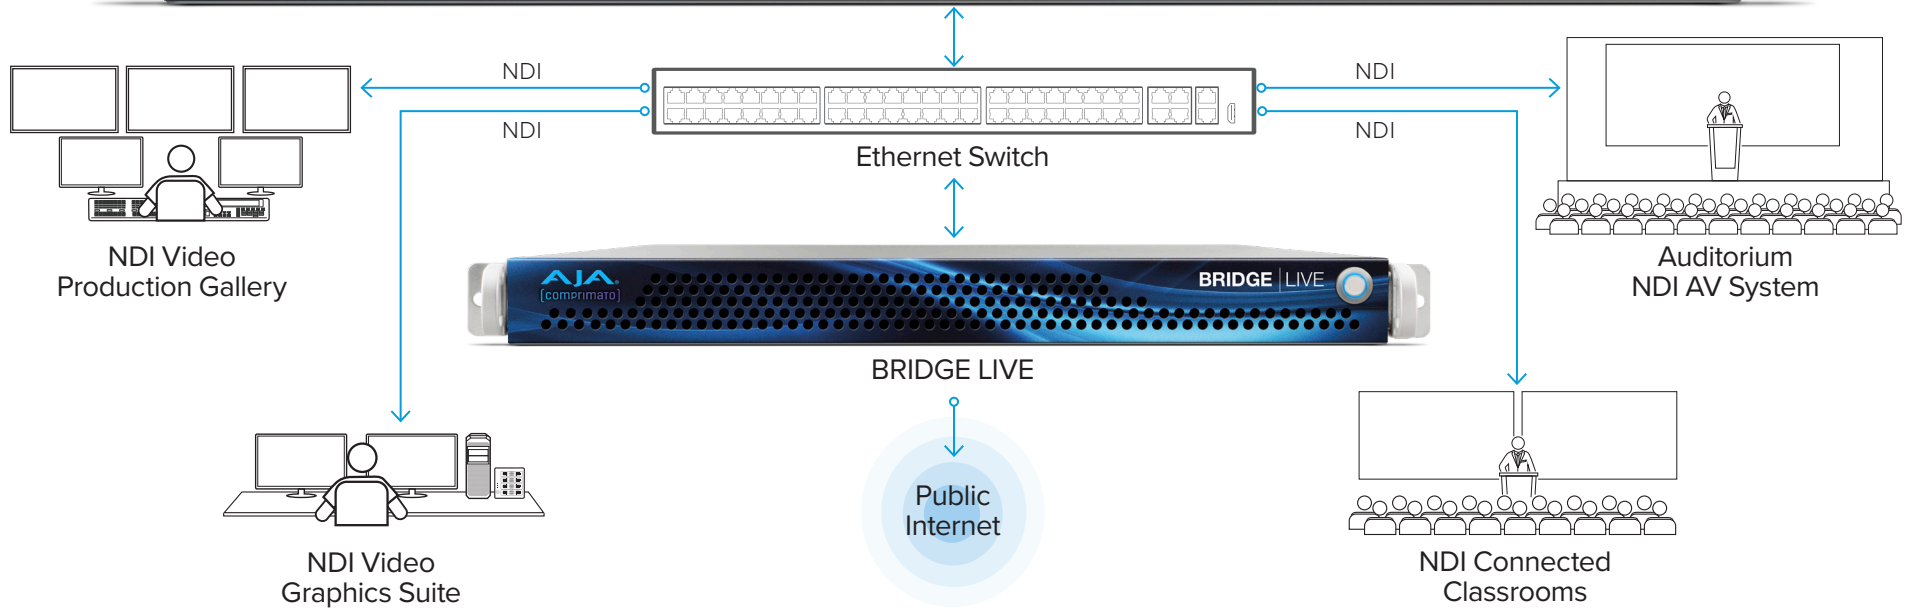 NDI
NDI
NDI
NDI
Ethernet Switch
NDI Video
Production Gallery
AJA
[comprimato]
BRIDGE | LIVE
Auditorium
NDI AV System
BRIDGE LIVE
Public
Internet
NDI Video
Graphics Suite
NDI Connected
Classrooms